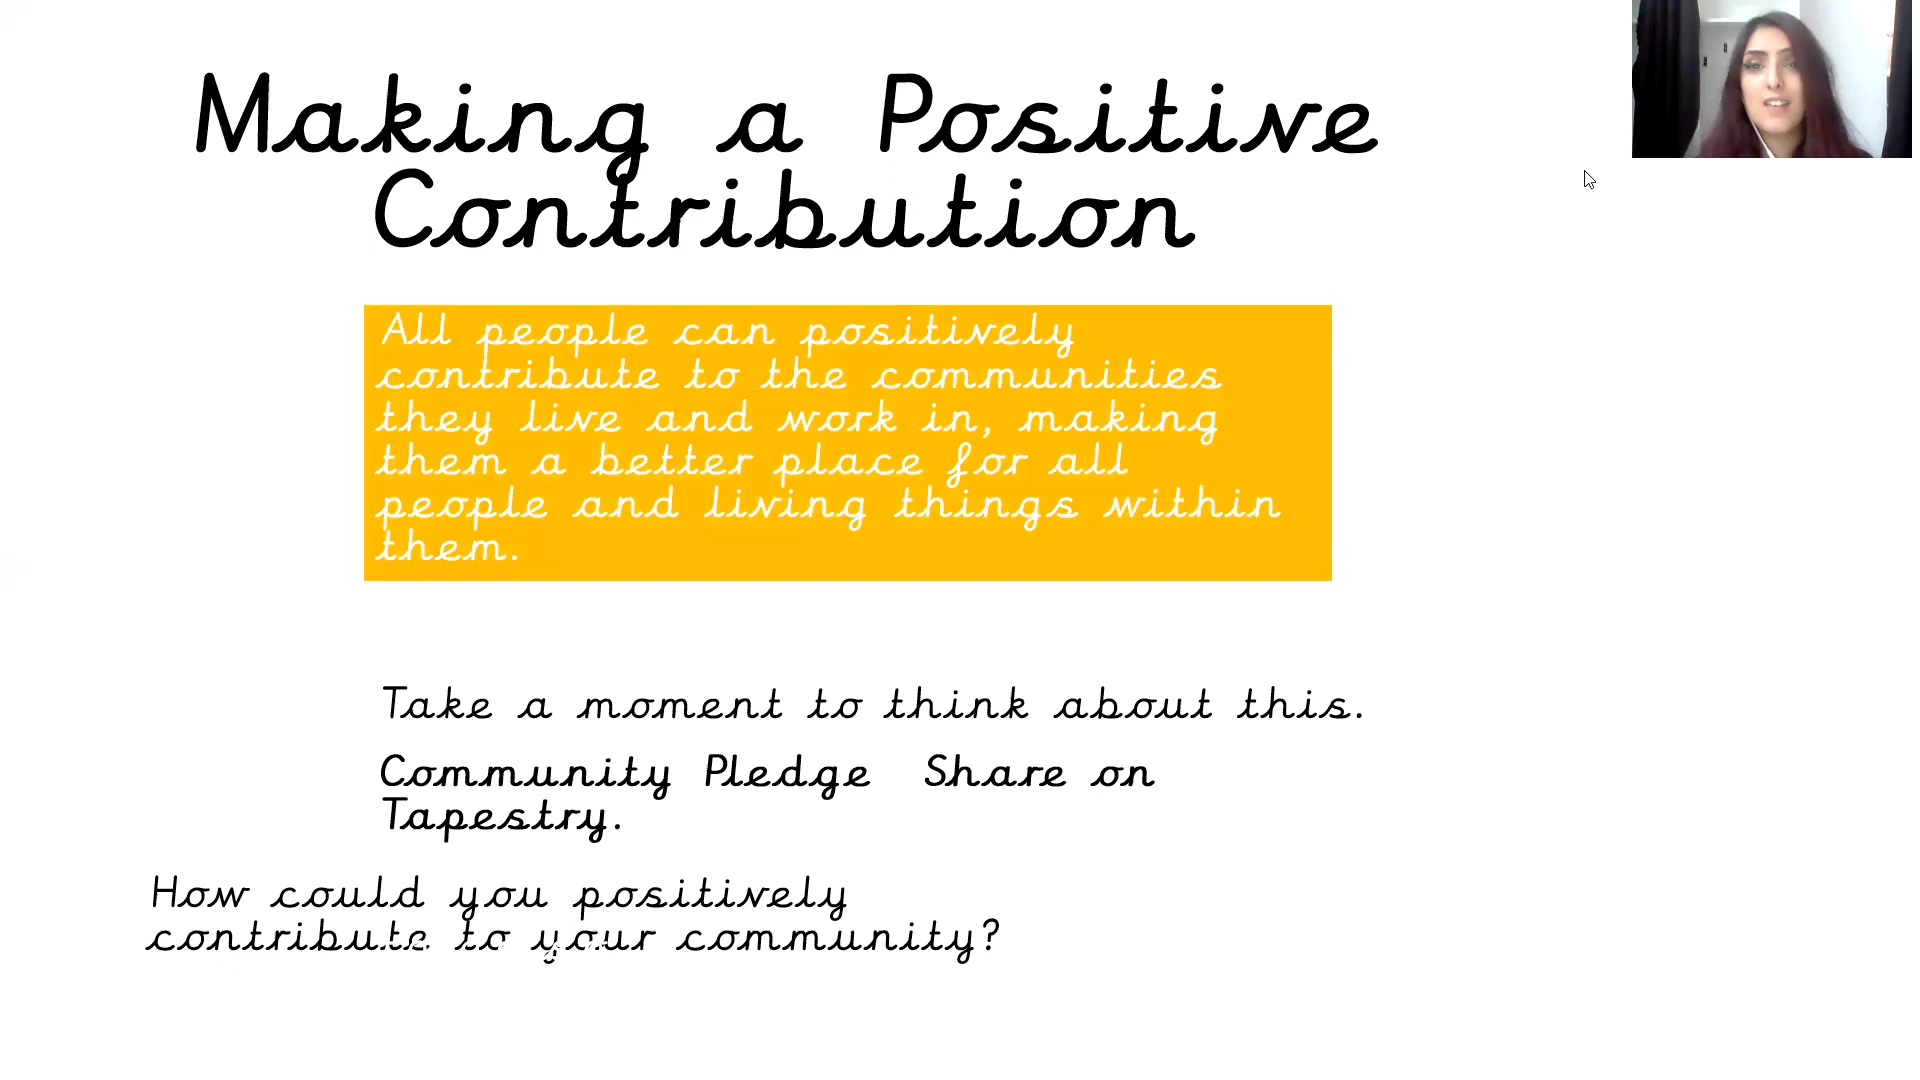 Making a Positive
Contribution
All people can positively
contribute to the communities
they live and work in, making
them a better place for all
people and living things within
them.
Take a moment to think about this.
Community Pledge Share on
Tapestry.
How could you positively
contribute to your community?